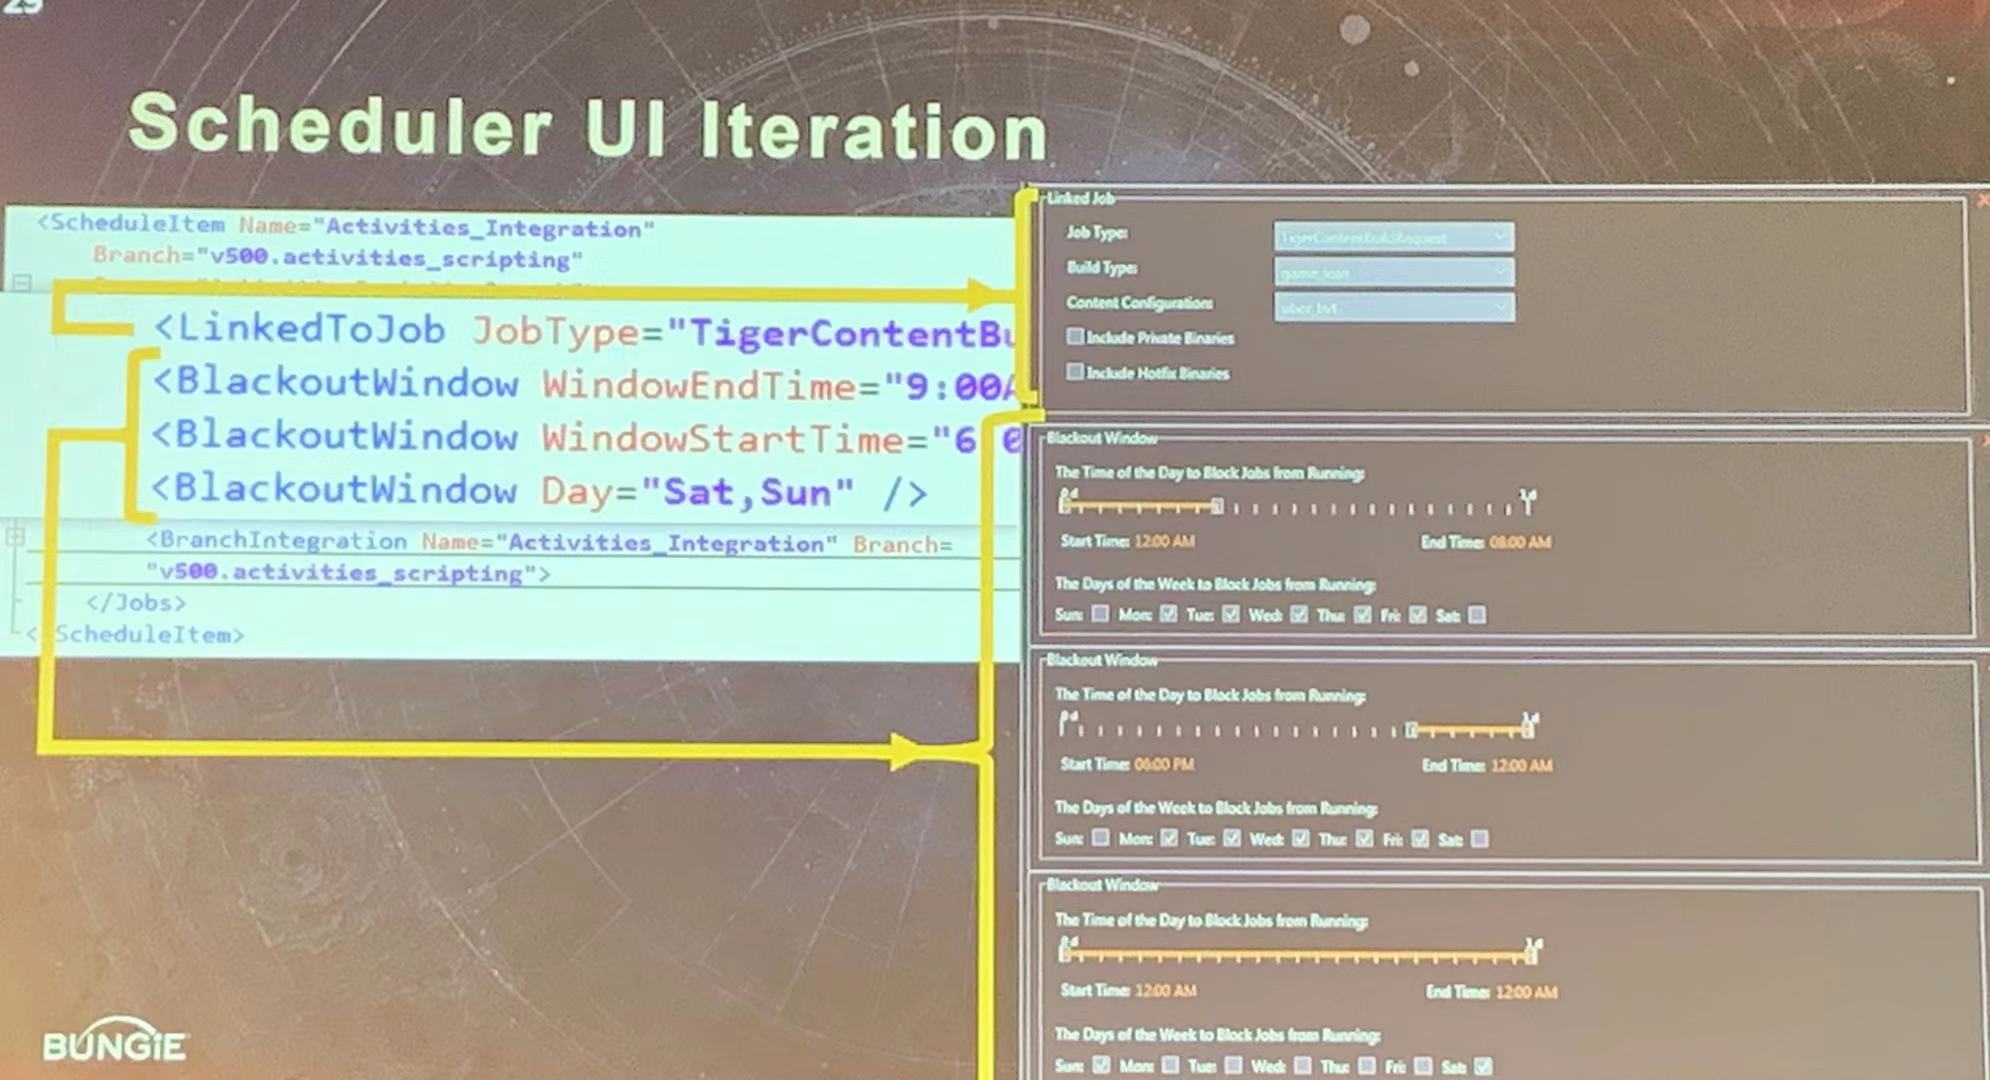 Scheduler UI Iteration
<ScheduleItem Name="Activities_Integration"
Branch="v500.activities_scripting"
<LinkedToJob JobType="TigerContentBu
<BlackoutWindow WindowEndTime="9:00A
<BlackoutWindow WindowStartTime="6 0
<BlackoutWindow Day="Sat,Sun" />
<BranchIntegration Name="Activities_Integration" Branch=
"v500.activities_scripting">
</Jobs>
< ScheduleItem>
BUNGiE
Linked Job
Job Type: TigerContentBuildRequest
Build Type:
Content Configuration: uber_bvt
Include Private Binaries
Include Hotfix Binaries
Blackout Window
The Time of the Day to Block Jobs from Running:
0d 1d
Start Time: 12:00 AM End Time: 08:00 AM
The Days of the Week to Block Jobs from Running:
Sun: Mon: Tue: Wed: Thu: Fri: Sat:
Blackout Window
The Time of the Day to Block Jobs from Running:
0d 1d
Start Time: 06:00 PM End Time: 12:00 AM
The Days of the Week to Block Jobs from Running:
Sun: Mon: Tue: Wed: Thu: Fri: Sat:
Blackout Window
The Time of the Day to Block Jobs from Running:
0d 1d
Start Time: 12:00 AM End Time: 12:00 AM
The Days of the Week to Block Jobs from Running:
Sun: Mon: Tue: Wed: Thu: Fri: Sat: